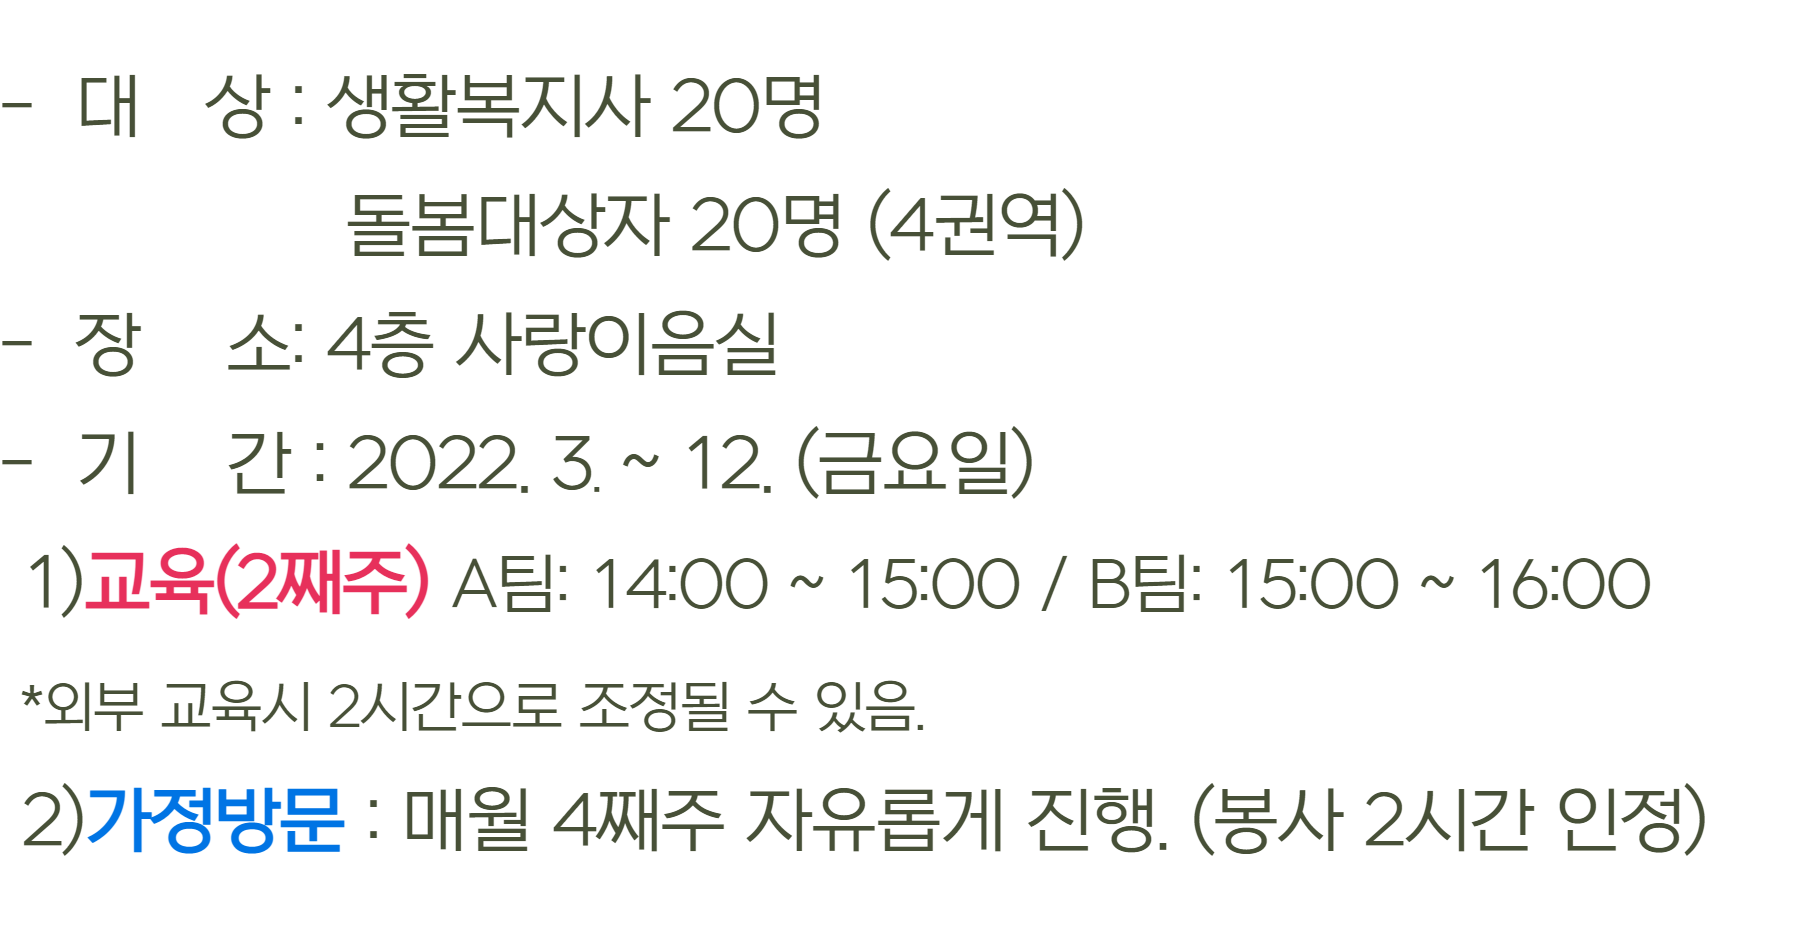 - 대 상 : 생활복지사 20명
돌봄대상자 20명 (4권역)
- 장 소: 4층 사랑이음실
- 기 간 : 2022. 3. ~ 12. (금요일)
1)교육(2째주) A팀: 14:00 ~ 15:00 / B팀: 15:00 ~ 16:00
*외부 교육시 2시간으로 조정될 수 있음.
2)가정방문 : 매월 4째주 자유롭게 진행. (봉사 2시간 인정)